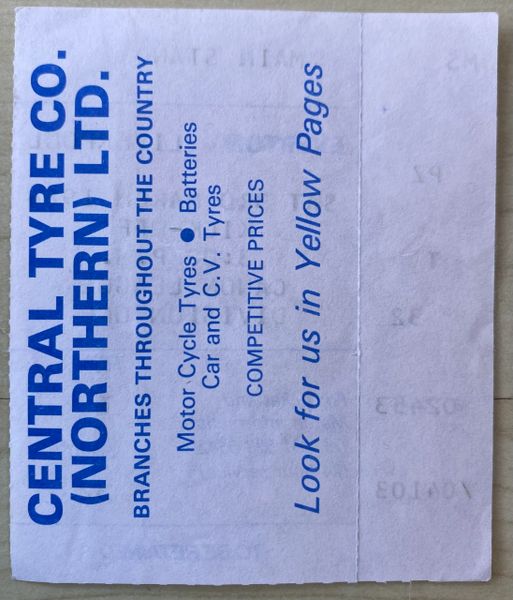 CENTRAL TYRE CO.
(NORTHERN) LTD.
BRANCHES THROUGHOUT THE COUNTRY
Motor Cycle Tyres ● Batteries
Car and C.V. Tyres
COMPETITIVE PRICES
Look for us in Yellow Pages